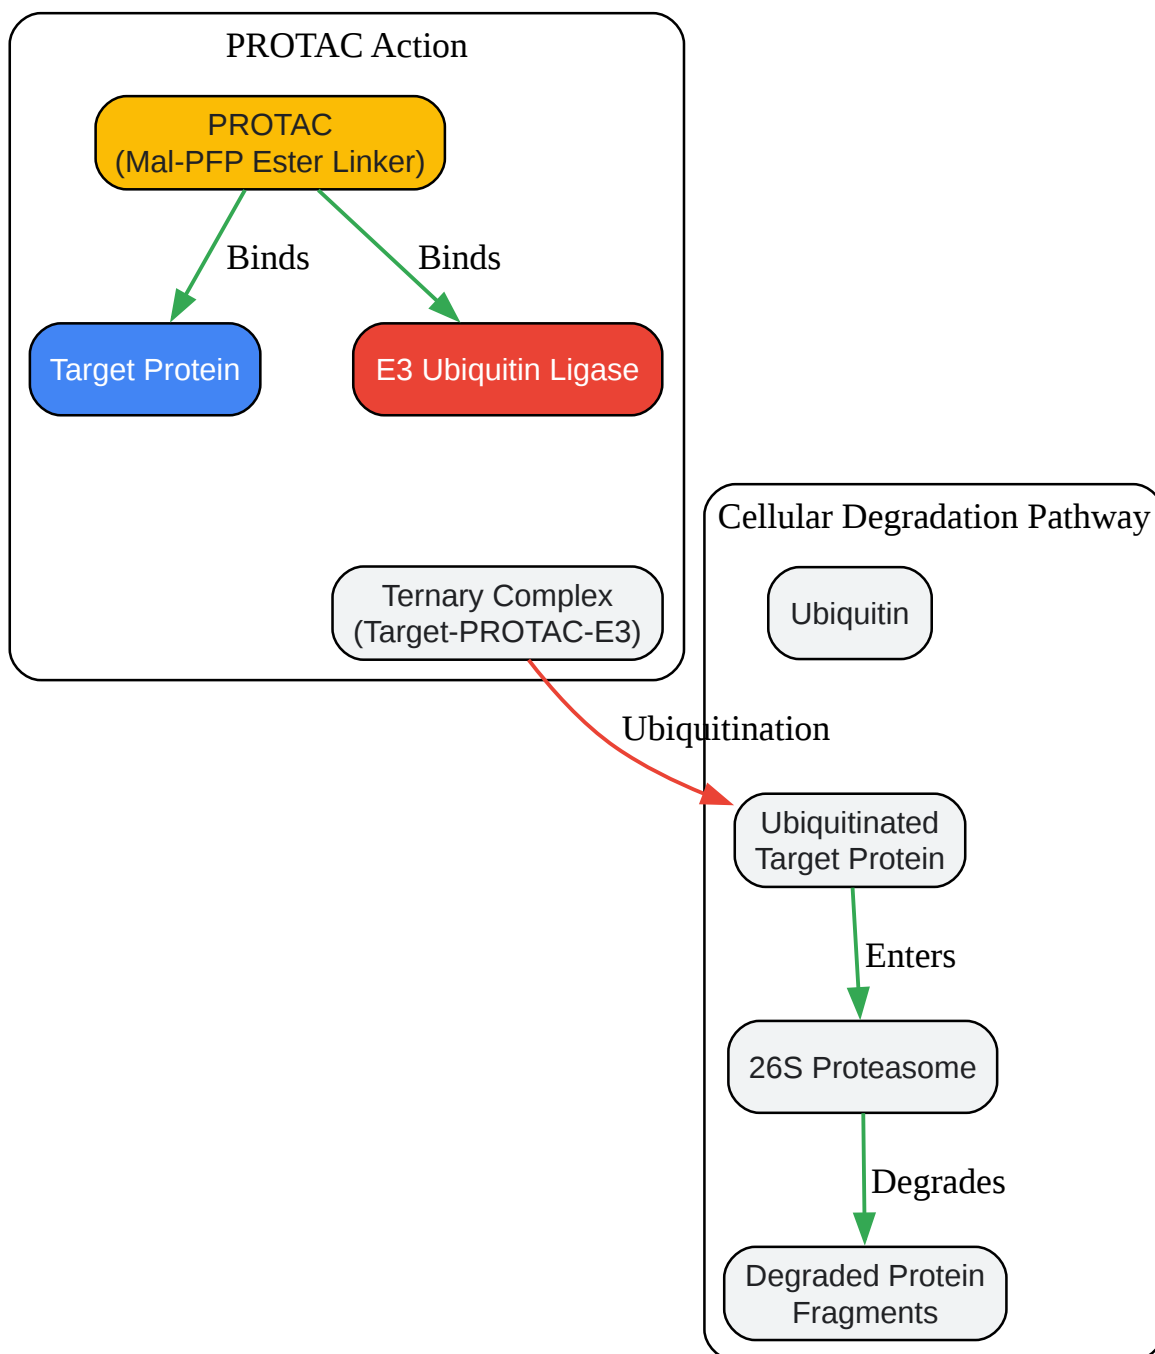 PROTAC Action
PROTAC
(Mal-PFP Ester Linker)
Binds
Binds
Target Protein
E3 Ubiquitin Ligase
Ternary Complex
(Target-PROTAC-E3)
Cellular Degradation Pathway
Ubiquitin
Ubiquitination
Ubiquitinated
Target Protein
Enters
26S Proteasome
Degrades
Degraded Protein
Fragments